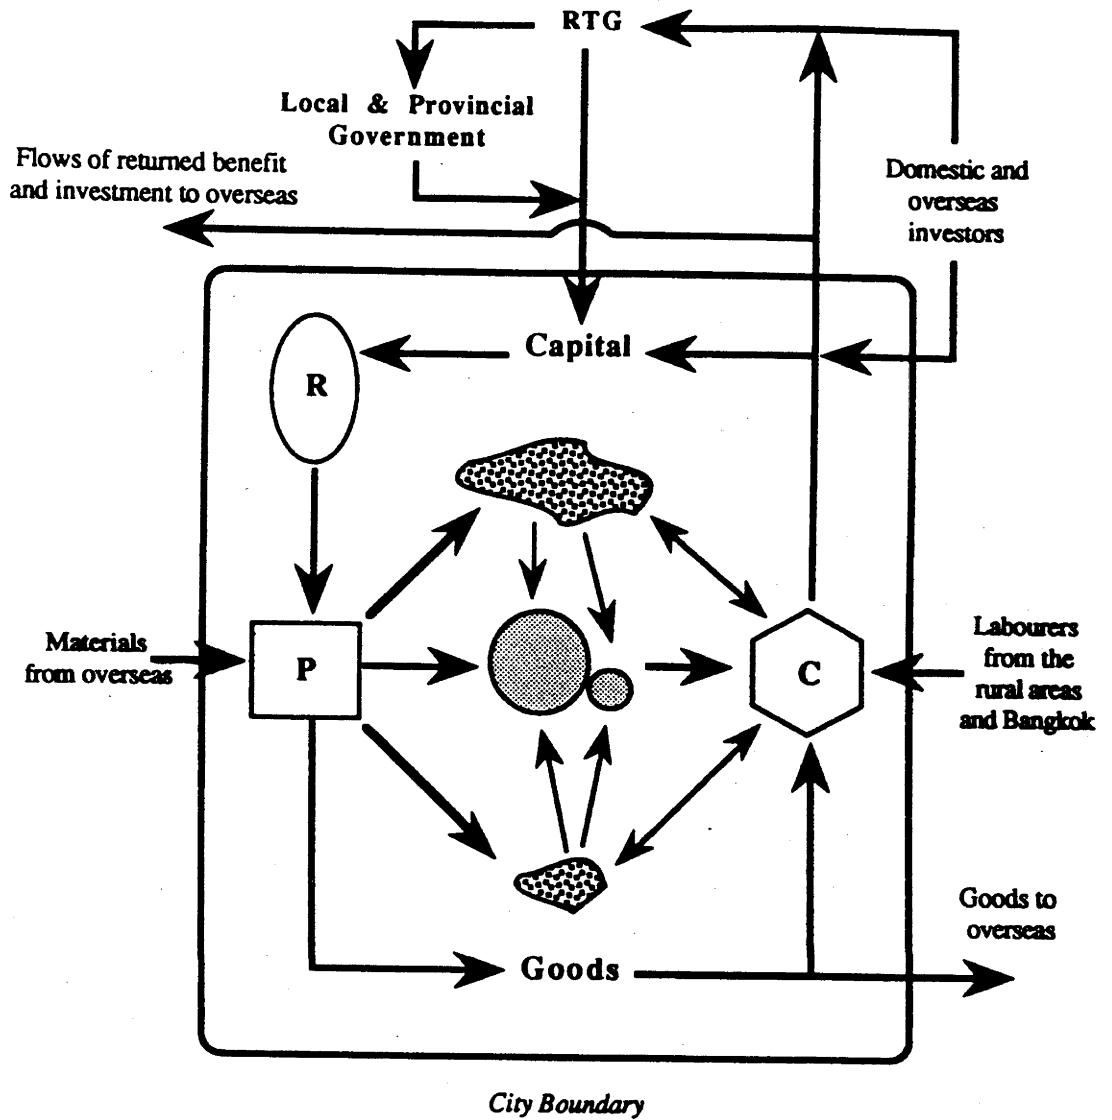 RTG
Local & Provincial
Government
Flows of returned benefit
and investment to overseas
Domestic and
overseas
investors
Capital
R
Materials
from overseas
P
C
Labourers
from the
rural areas
and Bangkok
Goods to
overseas
Goods
City Boundary